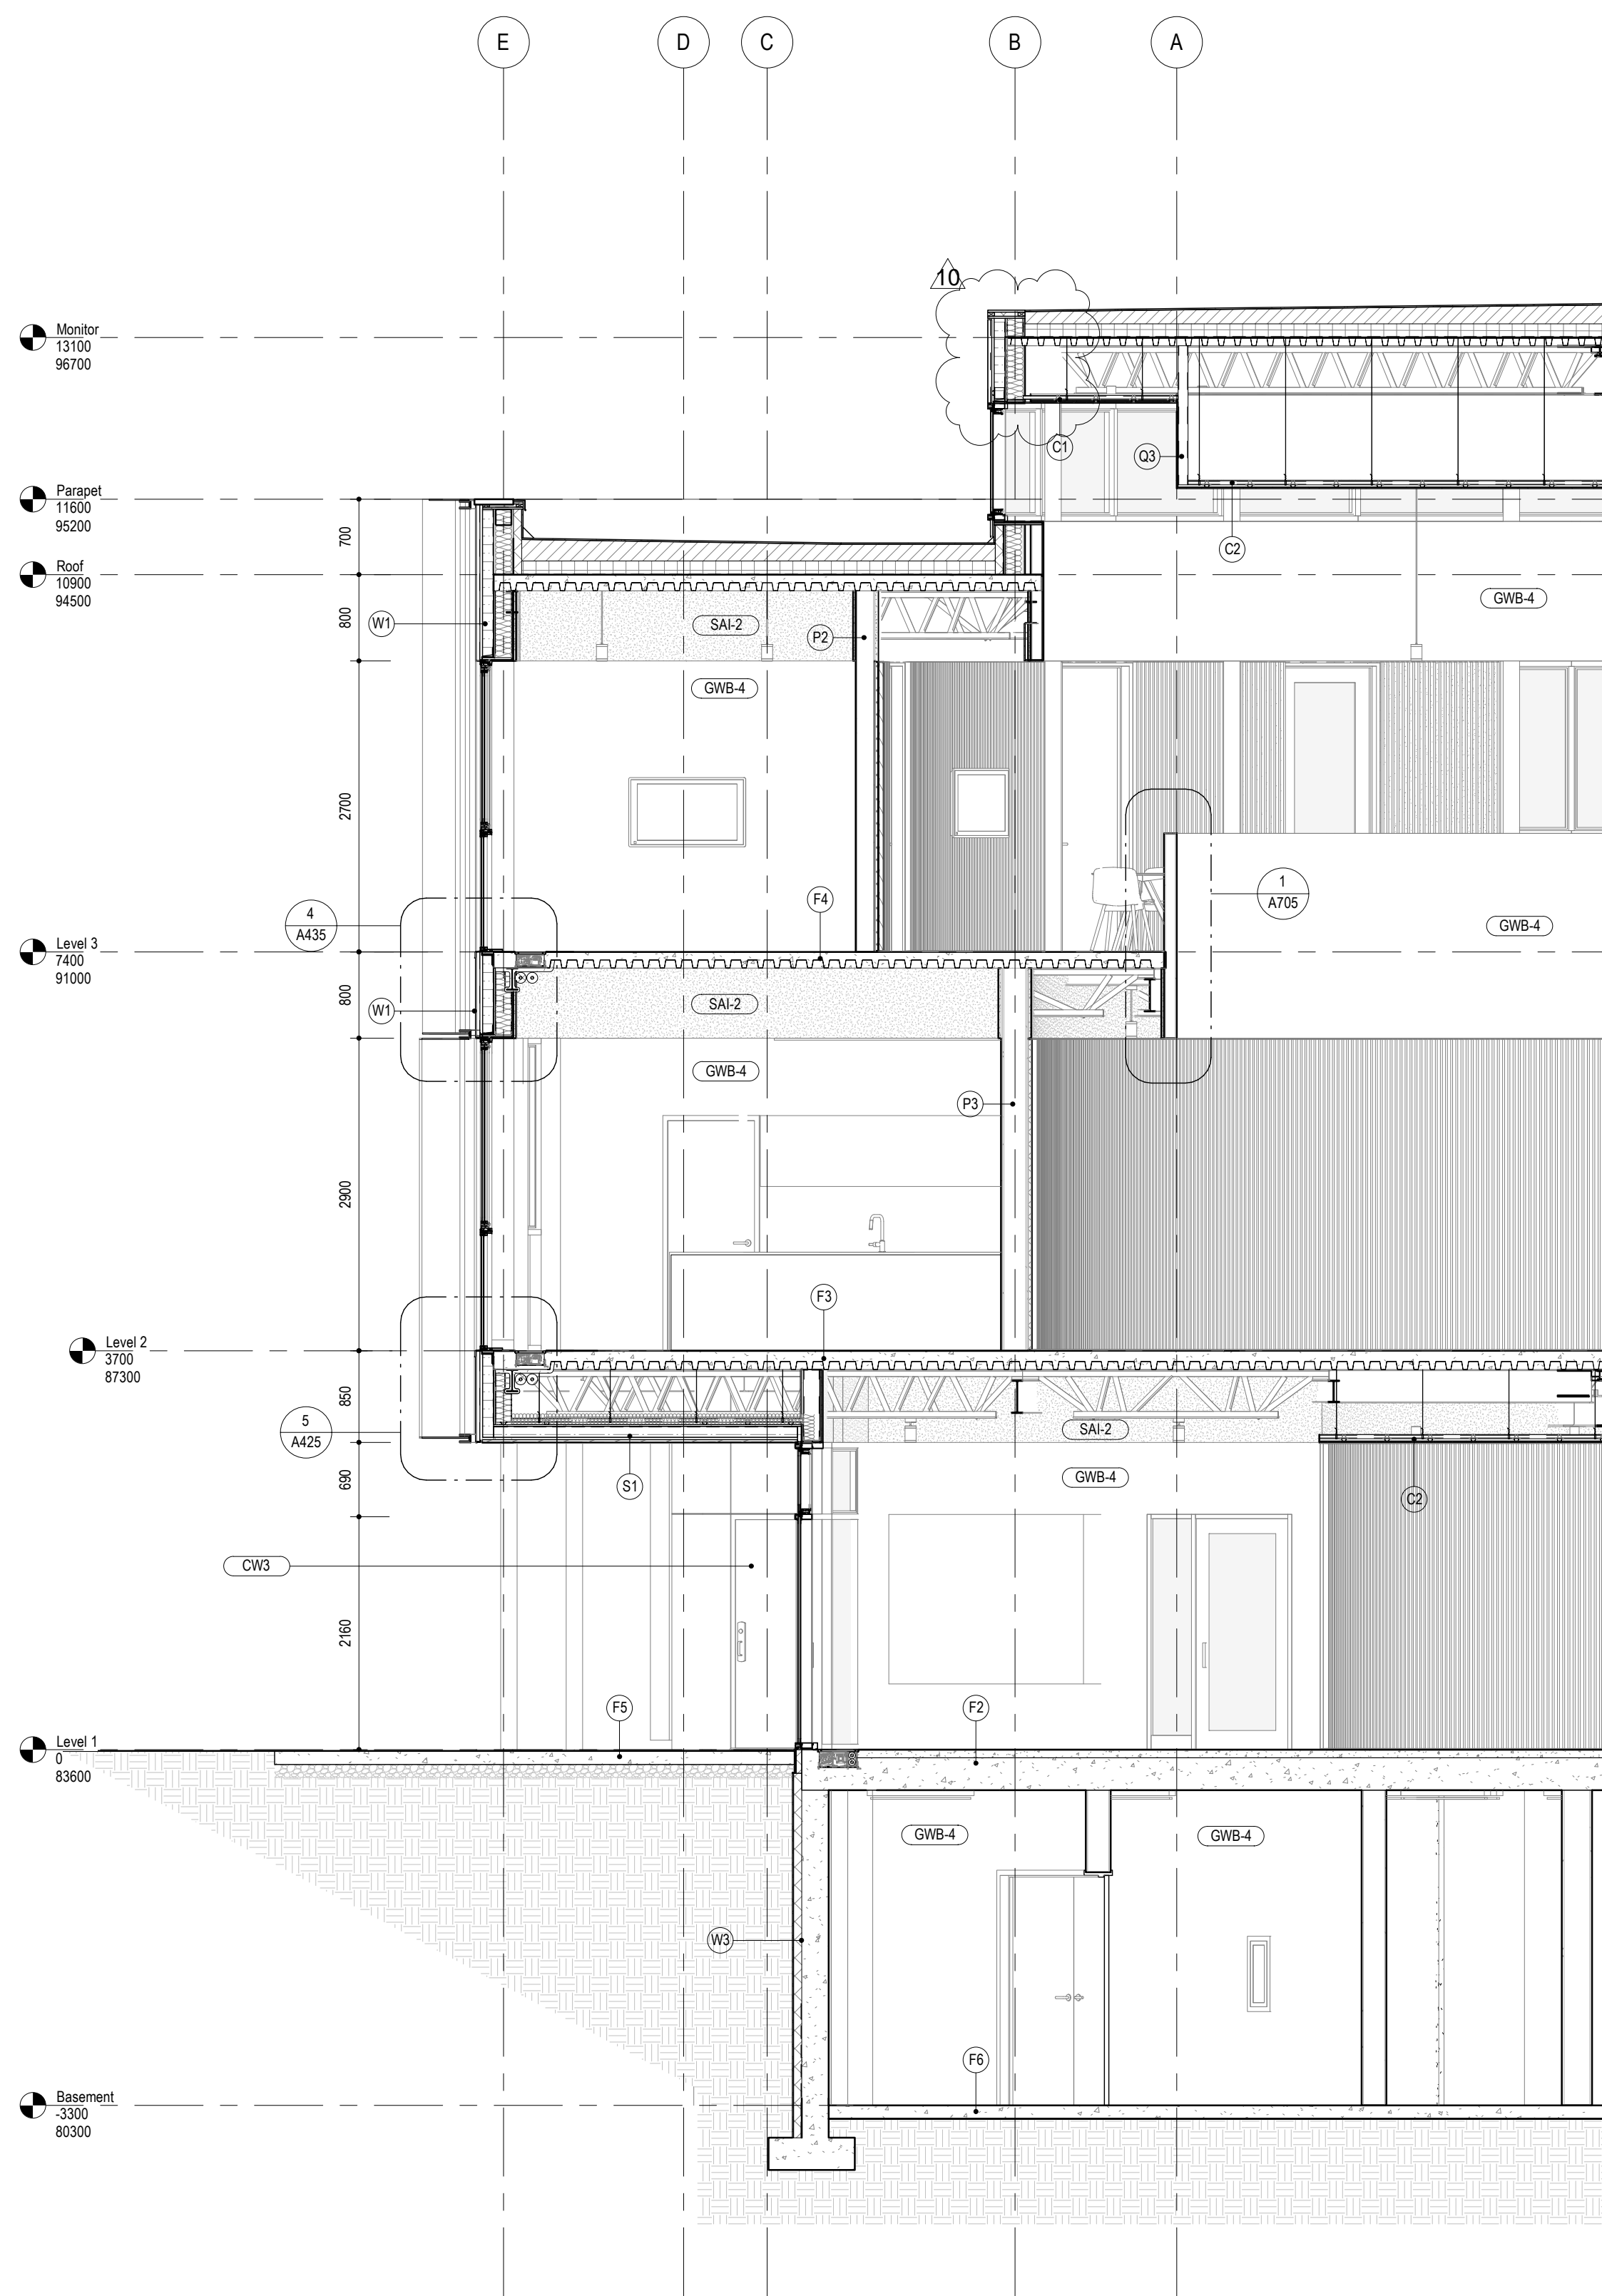 E
D
C
B
A
10
Monitor
13100
96700
C1
Q3
Parapet
11600
95200
700
C2
Roof
10900
94500
GWB-4
800
W1
SAI-2
P2
GWB-4
2700
1
A705
F4
4
A435
GWB-4
Level 3
7400
91000
800
W1
SAI-2
GWB-4
P3
2900
F3
Level 2
3700
87300
850
5
A425
SAI-2
690
S1
GWB-4
C2
CW3
2160
F5
F2
Level 1
0
83600
GWB-4
GWB-4
W3
F6
Basement
-3300
80300